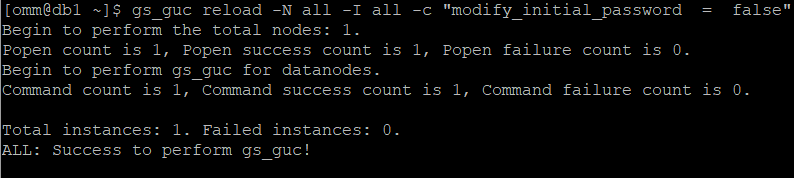 [omm@db1 ~]$ gs_guc reload -N all -I all -c "modify_initial_password  =  false"
Begin to perform the total nodes: 1.
Popen count is 1, Popen success count is 1, Popen failure count is 0.
Begin to perform gs_guc for datanodes.
Command count is 1, Command success count is 1, Command failure count is 0.

Total instances: 1. Failed instances: 0.
ALL: Success to perform gs_guc!